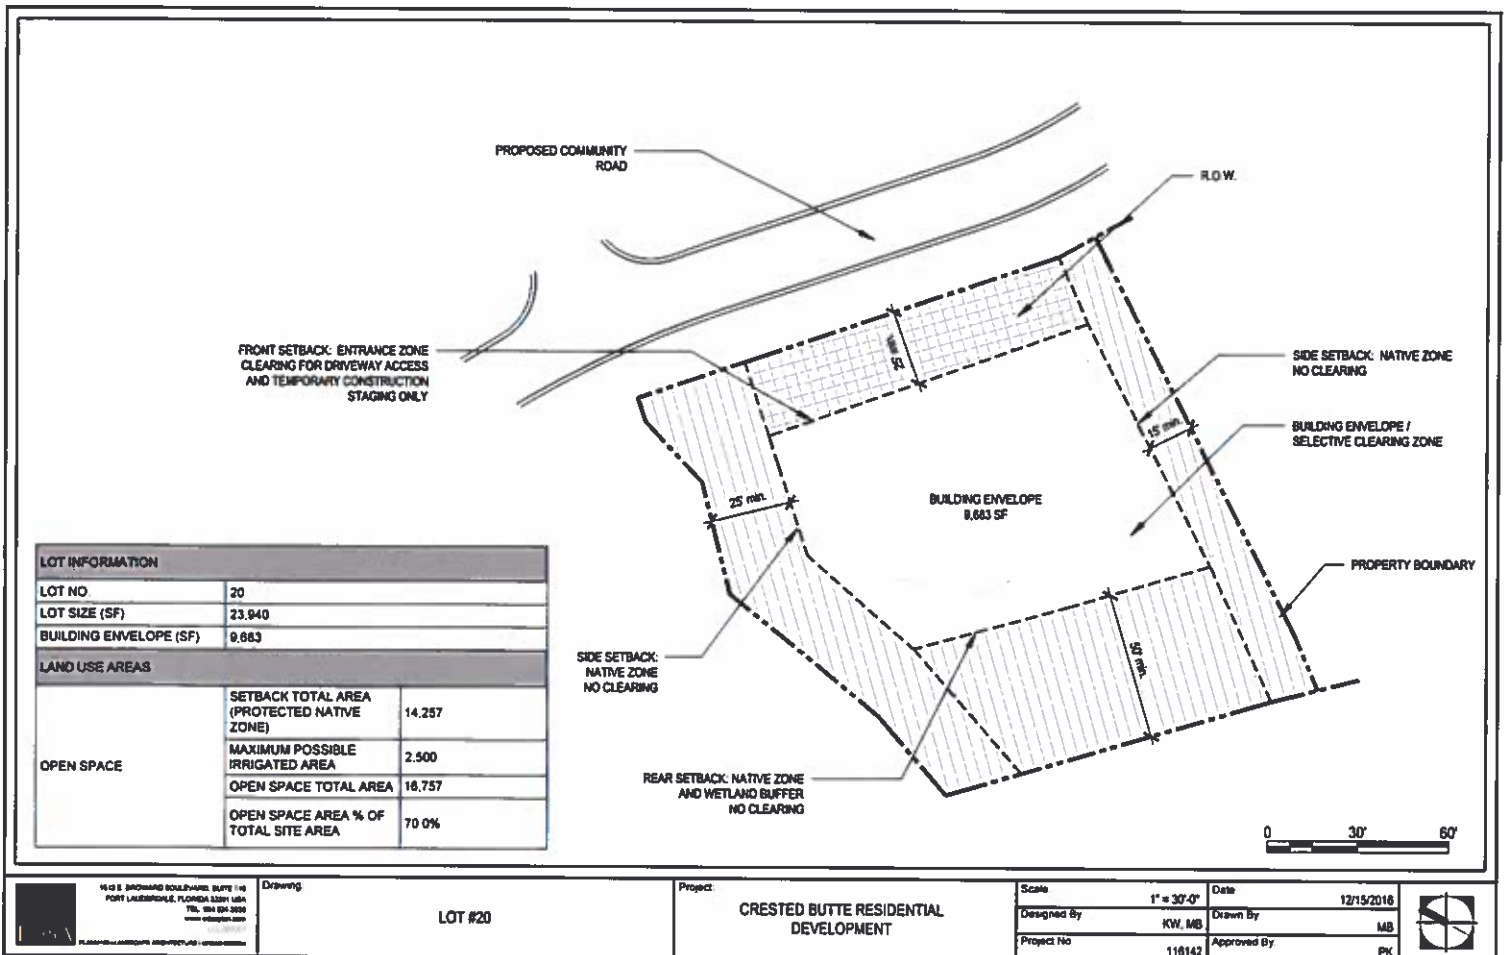 PROPOSED COMMUNITY
ROAD
R.O.W.
FRONT SETBACK: ENTRANCE ZONE
CLEARING FOR DRIVEWAY ACCESS
AND TEMPORARY CONSTRUCTION
STAGING ONLY
25' min.
SIDE SETBACK: NATIVE ZONE
NO CLEARING
15' min.
BUILDING ENVELOPE /
SELECTIVE CLEARING ZONE
25' min.
BUILDING ENVELOPE
9,683 SF
PROPERTY BOUNDARY
LOT INFORMATION
LOT NO 20
LOT SIZE (SF) 23,940
BUILDING ENVELOPE (SF) 9,683
LAND USE AREAS
OPEN SPACE
SETBACK TOTAL AREA
(PROTECTED NATIVE
ZONE)
14,257
MAXIMUM POSSIBLE
IRRIGATED AREA
2,500
OPEN SPACE TOTAL AREA 16,757
OPEN SPACE AREA % OF
TOTAL SITE AREA
70 0%
SIDE SETBACK:
NATIVE ZONE
NO CLEARING
50' min.
REAR SETBACK: NATIVE ZONE
AND WETLAND BUFFER
NO CLEARING
0 30' 60'
FORT LAUDERDALE, FLORIDA
Drawing
LOT #20
Project:
CRESTED BUTTE RESIDENTIAL
DEVELOPMENT
Scale
1" = 30'-0"
Date
12/15/2016
Designed By
KW, MB
Drawn By
MB
Project No
116142
Approved By
PK